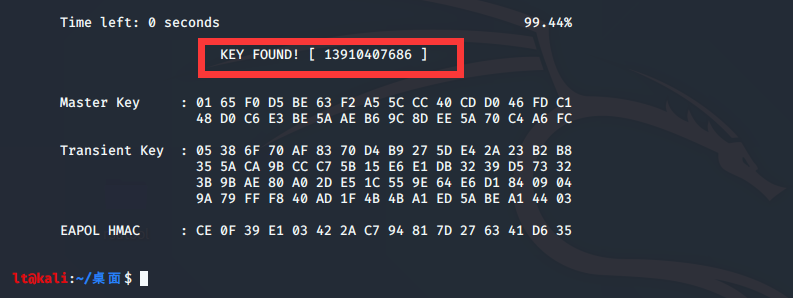 Time left: 0 seconds 99.44%
KEY FOUND! [ 13910407686 ]
Master Key : 01 65 F0 D5 BE 63 F2 A5 5C CC 40 CD D0 46 FD C1
48 D0 C6 E3 BE 5A AE B6 9C 8D EE 5A 70 C4 A6 FC
Transient Key : 05 38 6F 70 AF 83 70 D4 B9 27 5D E4 2A 23 B2 B8
35 5A CA 9B CC C7 5B 15 E6 E1 DB 32 39 D5 73 32
3B 9B AE 80 A0 2D E5 1C 55 9E 64 E6 D1 84 09 04
9A 79 FF F8 40 AD 1F 4B 4B A1 ED 5A BE A1 44 03
EAPOL HMAC : CE 0F 39 E1 03 42 2A C7 94 81 7D 27 63 41 D6 35
lt@kali:~/桌面$